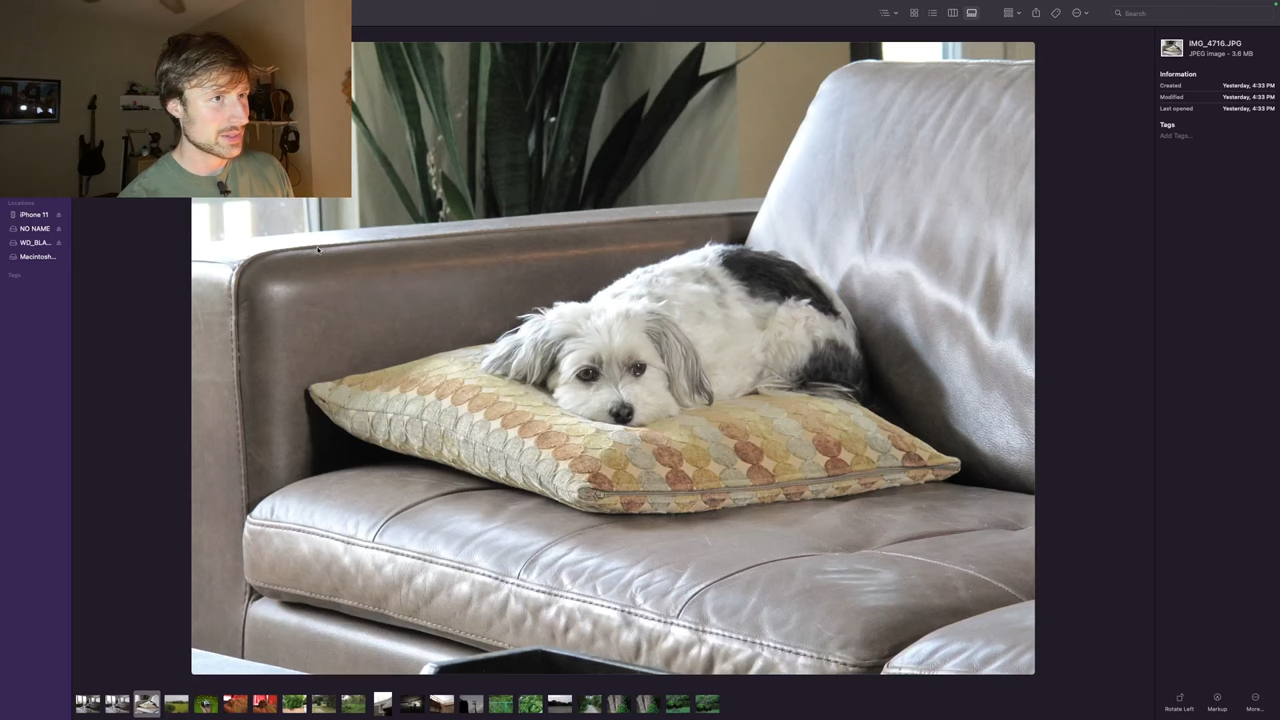 Search
IMG_4716.JPG
JPEG image - 3.6 MB
Information
Created Yesterday, 4:33 PM
Modified Yesterday, 4:33 PM
Last opened Yesterday, 4:33 PM
Tags
Add Tags...
Locations
iPhone 11
NO NAME
WD_BLA...
Macintosh...
Tags
Rotate Left
Markup
More...